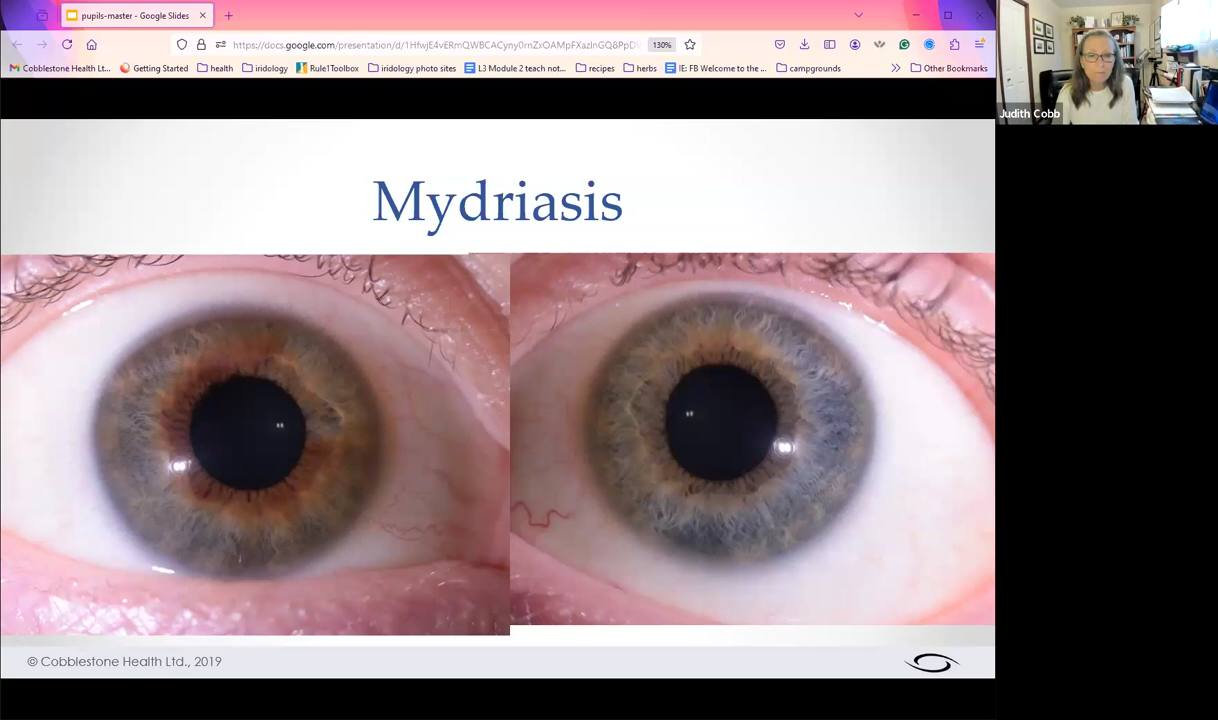 pupils-master - Google Slides
https://docs.google.com/presentation/d/1HfwjE4vERmQWBCACyny0rnZxOAMpFXazlnGQ8PpDV
130%
Cobblestone Health Lt...
Getting Started
health
iridology
Rule1Toolbox
iridology photo sites
L3 Module 2 teach not...
recipes
herbs
IE: FB Welcome to the ...
campgrounds
Other Bookmarks
Judith Cobb
Mydriasis
© Cobblestone Health Ltd., 2019